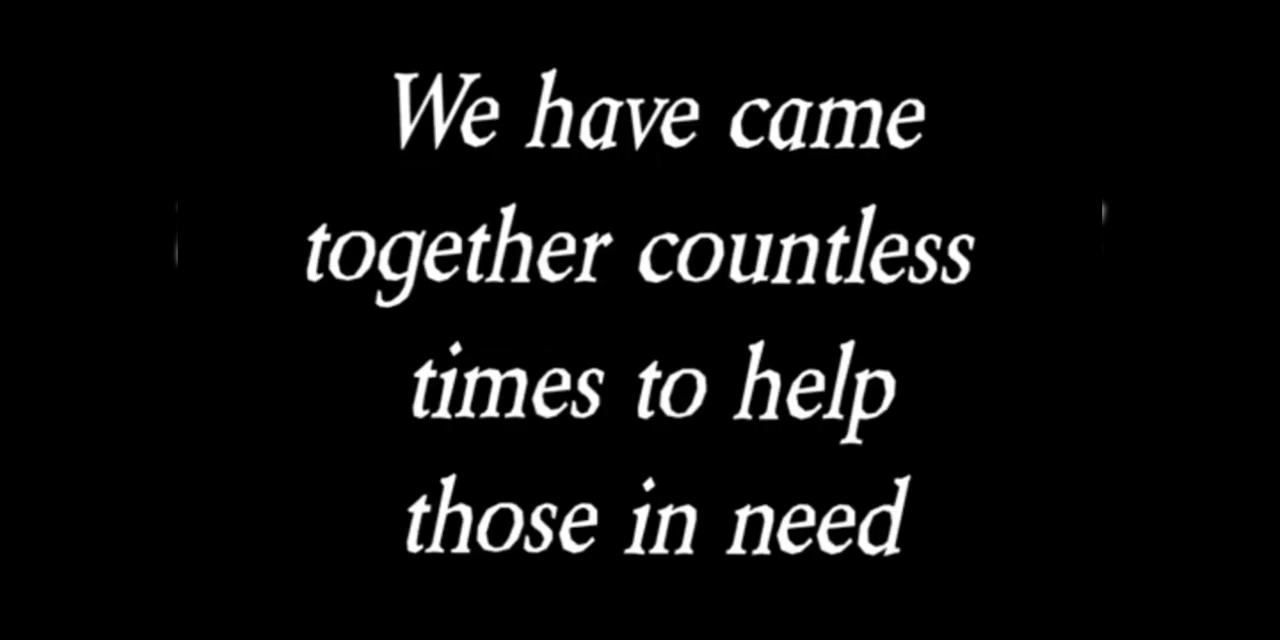 We have came
together countless
times to help
those in need